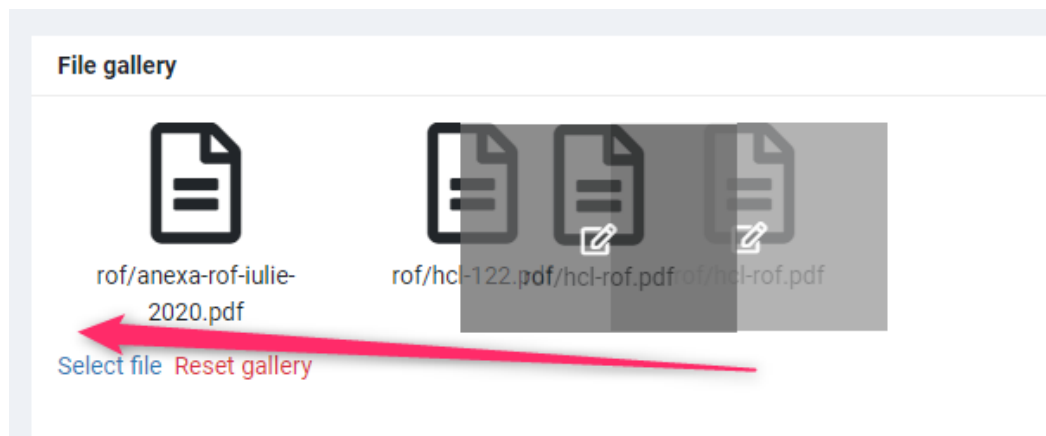 File gallery
rof/anexa-rof-iulie-
2020.pdf
rof/hcl-122.pdf
rof/hcl-rof.pdf
rof/hcl-rof.pdf
Select file Reset gallery